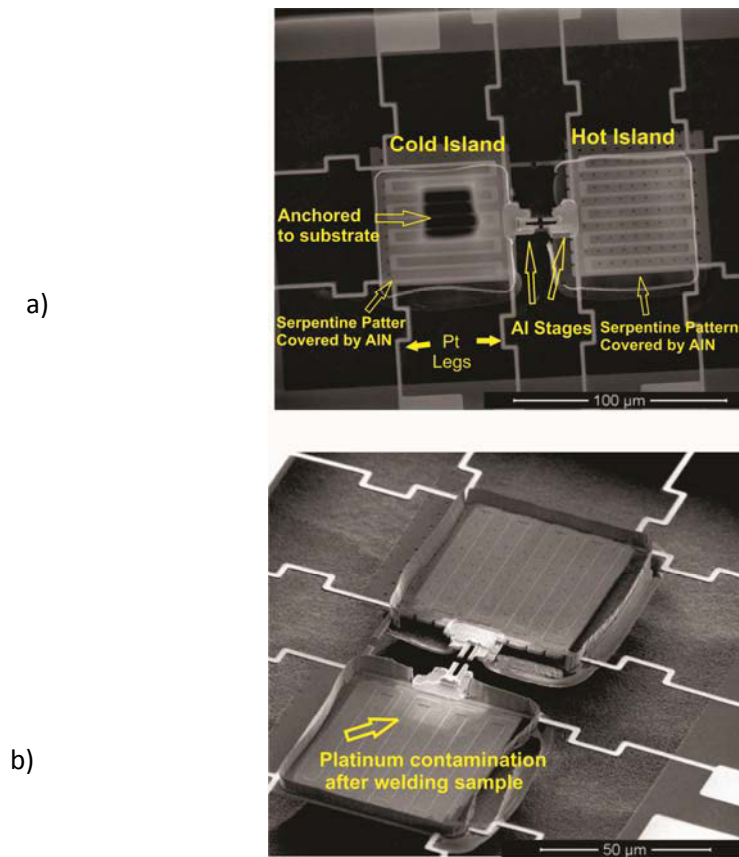 a)
Cold Island
Hot Island
Anchored
to substrate
Serpentine Patter
Covered by AlN
Pt
Legs
Al Stages
Serpentine Pattern
Covered by AlN
100 µm
b)
Platinum contamination
after welding sample
50 µm